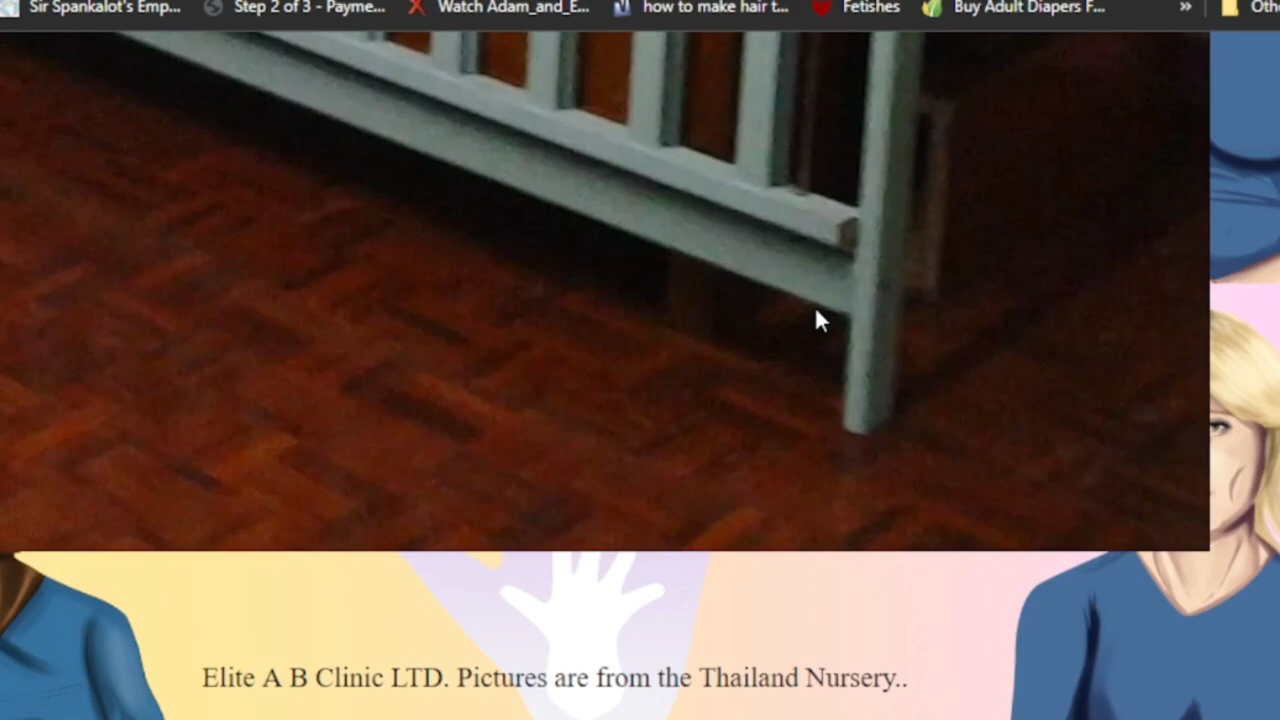 Sir Spankalot's Emp...
Step 2 of 3 - Payme...
Watch Adam_and_E...
how to make hair t...
Fetishes
Buy Adult Diapers F...
»
Elite A B Clinic LTD. Pictures are from the Thailand Nursery..